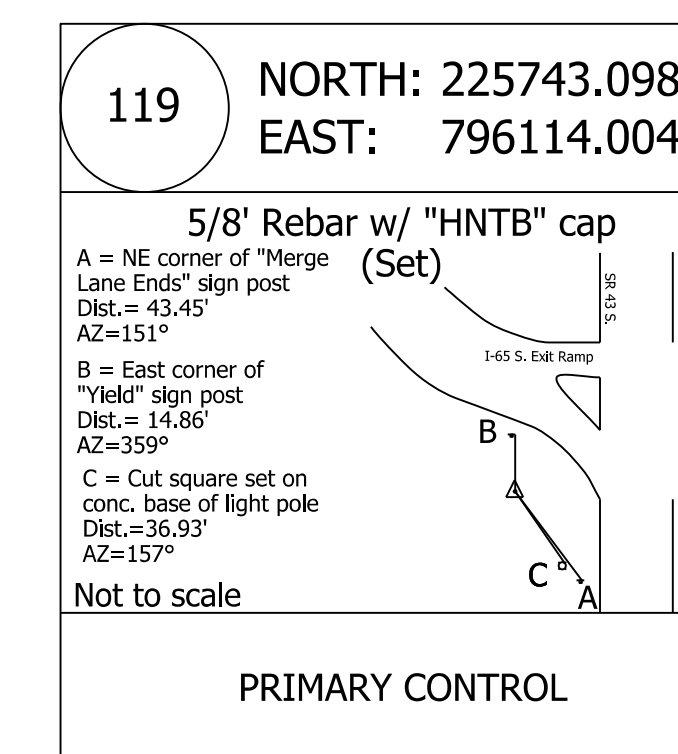 119
NORTH: 225743.098
EAST: 796114.004
5/8' Rebar w/ "HNTB" cap
(Set)
A = NE corner of "Merge
Lane Ends" sign post
Dist.= 43.45'
AZ=151°
B = East corner of
"Yield" sign post
Dist.= 14.86'
AZ=359°
C = Cut square set on
conc. base of light pole
Dist.=36.93'
AZ=157°
Not to scale
SR 43 S.
I-65 S. Exit Ramp
B
C
A
PRIMARY CONTROL